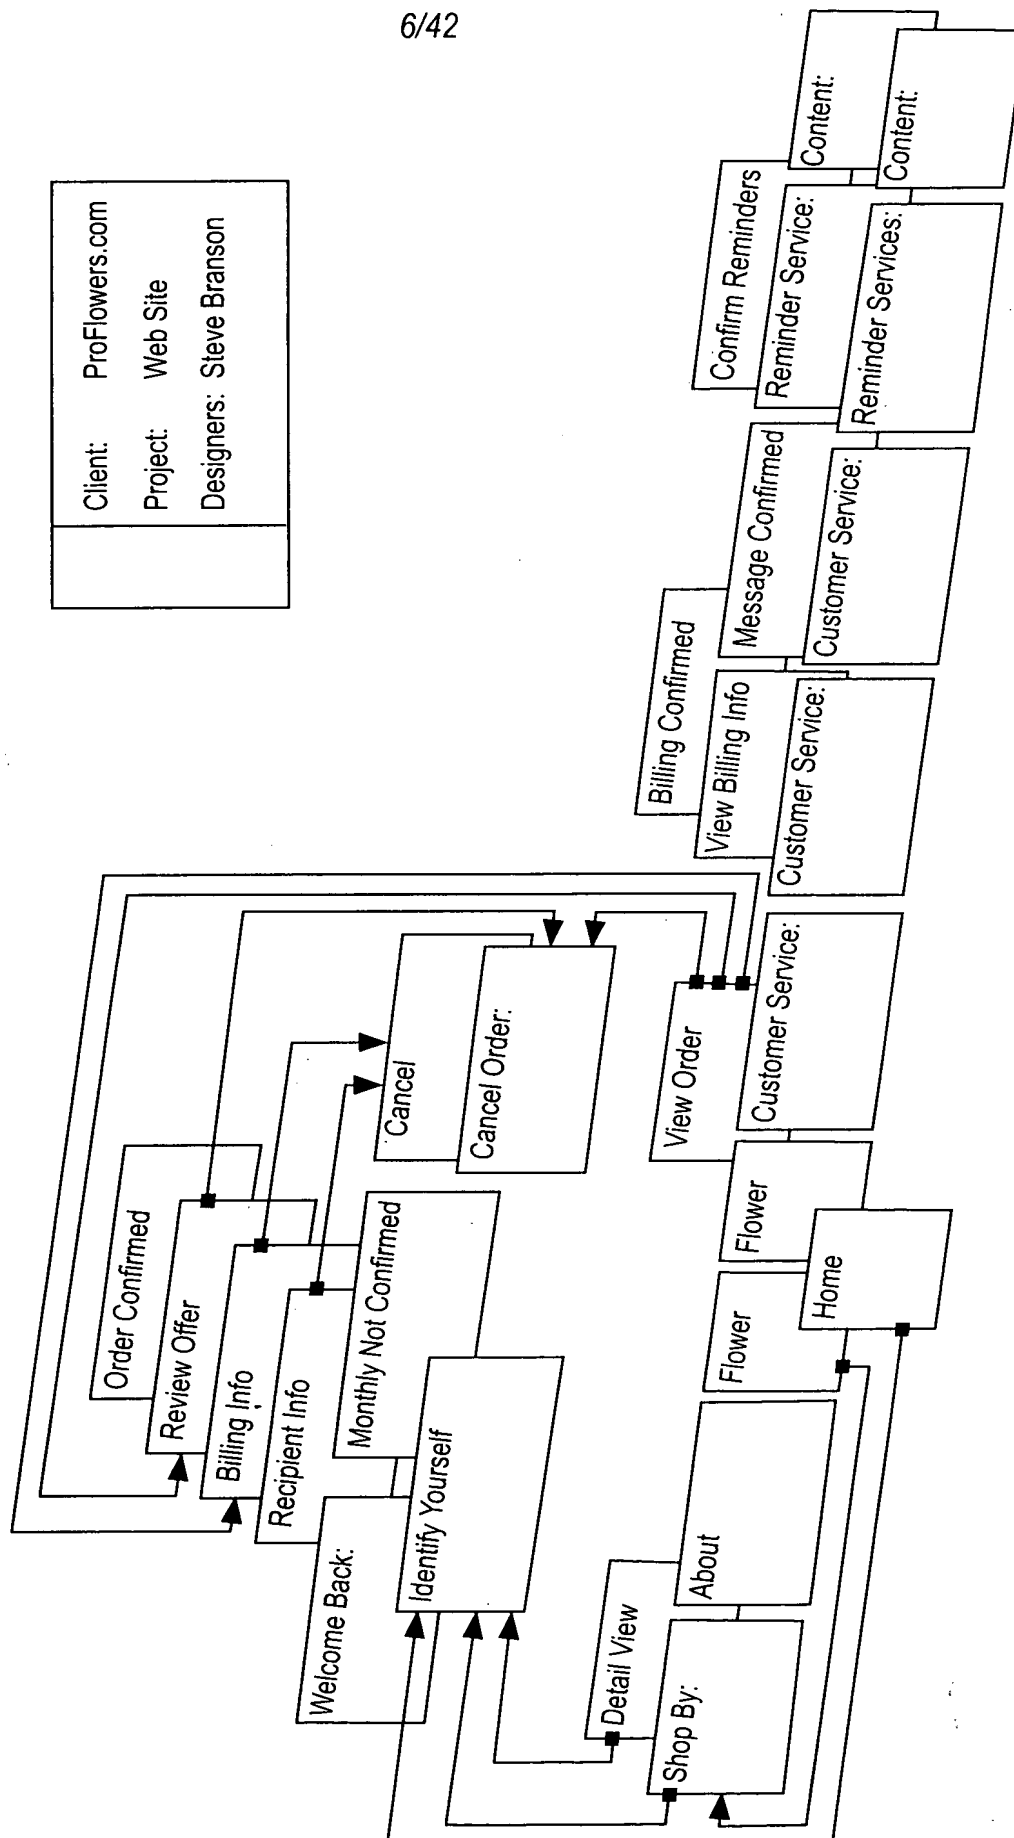 6/42
Client: ProFlowers.com
Project: Web Site
Designers: Steve Branson
Order Confirmed
Review Offer
Billing Info
Recipient Info
Monthly Not Confirmed
Welcome Back:
Identify Yourself
Cancel
Cancel Order:
Detail View
Shop By:
About
Flower
Home
Flower
View Order
Customer Service:
Billing Confirmed
View Billing Info
Customer Service:
Message Confirmed
Customer Service:
Confirm Reminders
Reminder Service:
Reminder Services:
Content:
Content: